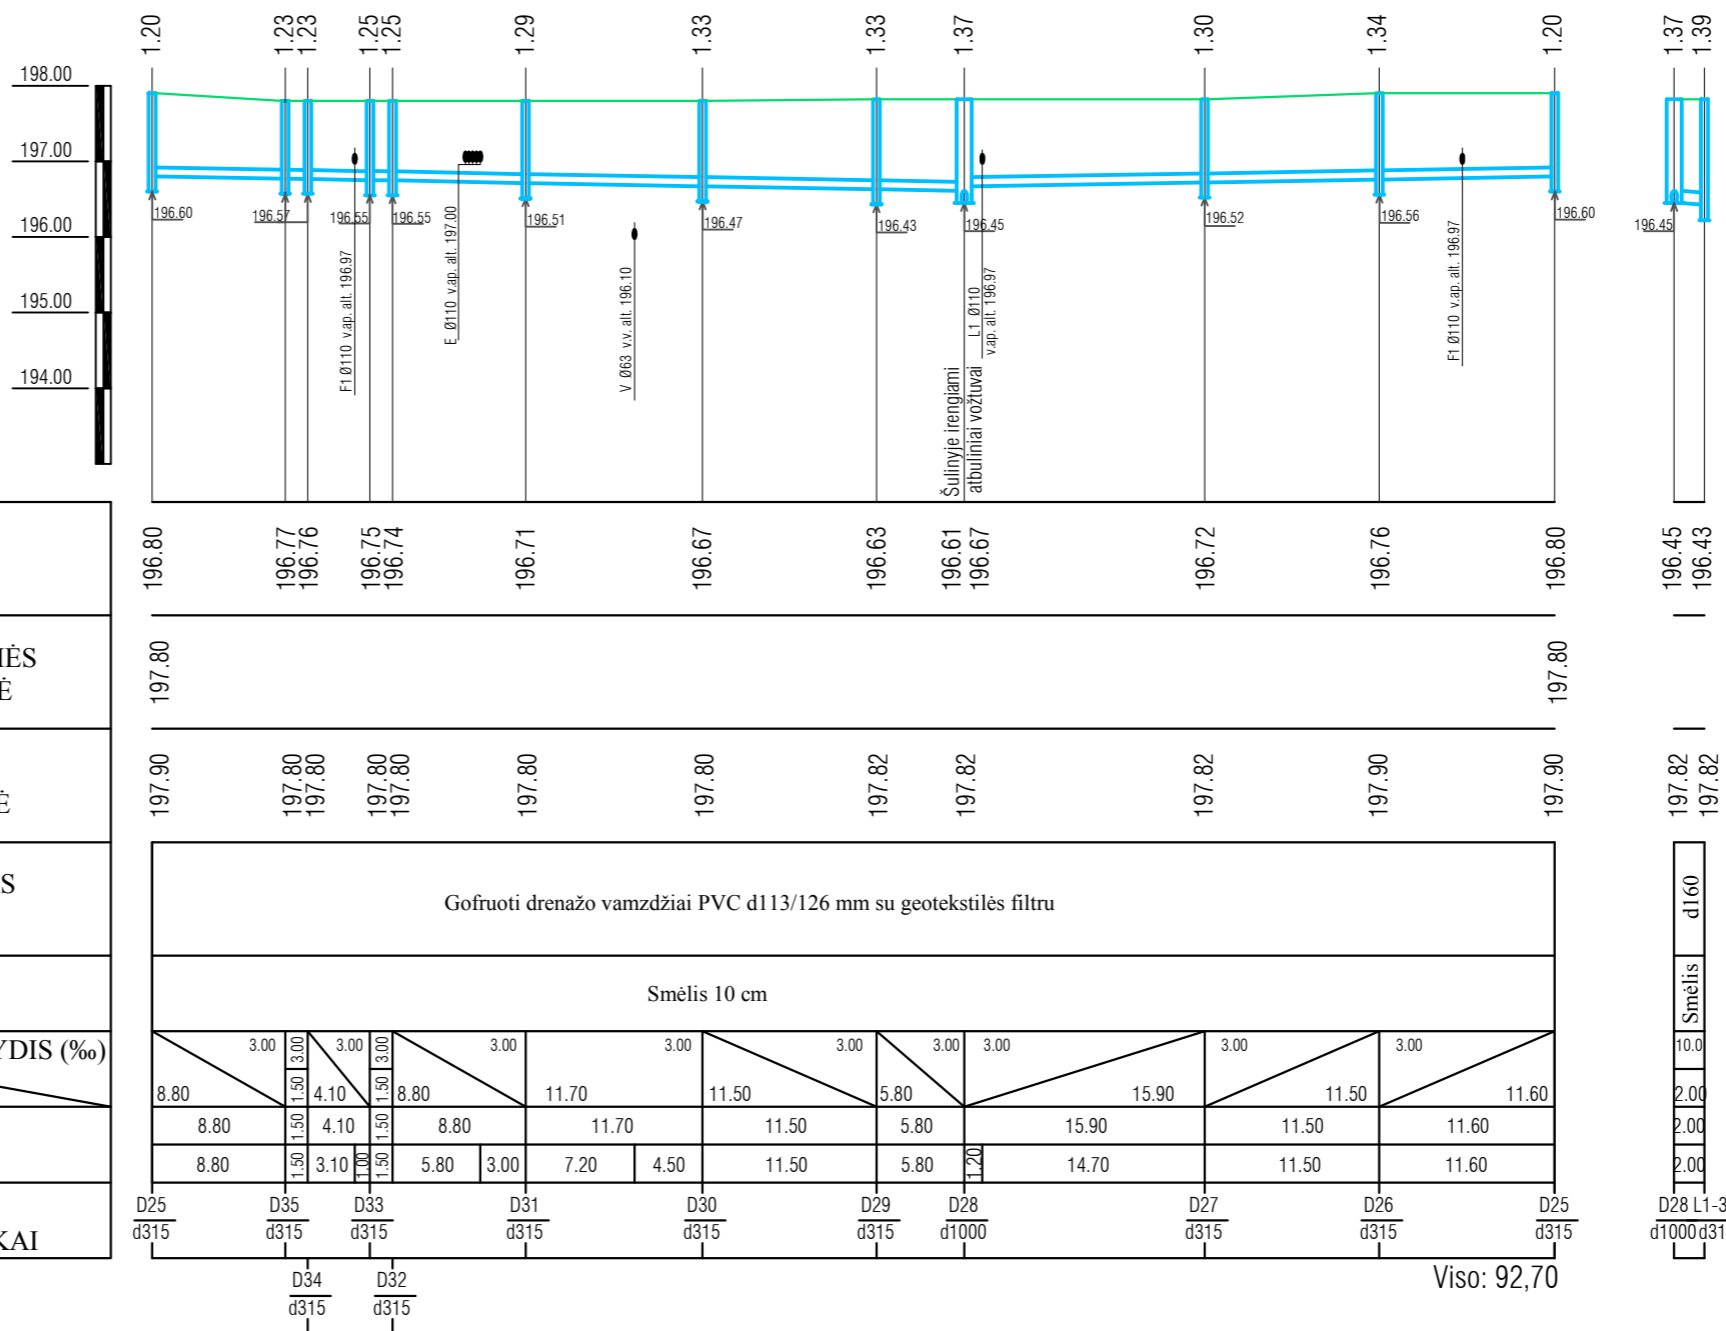 1.20 1.23 1.23 1.25 1.25 1.29 1.33 1.33 1.37 1.30 1.34 1.20 1.37 1.39
198.00
197.00
196.00
195.00
194.00
196.60 196.57 196.55 196.55 196.51 196.47 196.43 196.45 196.52 196.56 196.60 196.45
F1 Ø110 v.ap. alt. 196.97
E Ø110 v.ap. alt. 197.00
V Ø63 v.v. alt. 196.10
L1 Ø110
v.ap. alt. 196.97
F1 Ø110 v.ap. alt. 196.97
Šulinyje irengiami
atbuliniai vožtuvai
196.80 196.77 196.76 196.75 196.74 196.71 196.67 196.63 196.61 196.67 196.72 196.76 196.80 196.45 196.43
197.80 197.80
197.90 197.80 197.80 197.80 197.80 197.80 197.80 197.82 197.82 197.82 197.90 197.90 197.82 197.82
Gofruoti drenažo vamzdžiai PVC d113/126 mm su geotekstilės filtru
d160
Smėlis 10 cm
Smėlis
YDIS (‰)
3.00 3.00 3.00 3.00 3.00 3.00 3.00 3.00 3.00 3.00 3.00 10.0
8.80 1.50 4.10 1.50 8.80 11.70 11.50 5.80 15.90 11.50 11.60 2.00
8.80 1.50 4.10 1.50 8.80 11.70 11.50 5.80 15.90 11.50 11.60 2.00
8.80 1.50 3.10 1.00 1.50 5.80 3.00 7.20 4.50 11.50 5.80 1.20 14.70 11.50 11.60 2.00
D25 D35 D33 D31 D30 D29 D28 D27 D26 D25 D28 L1-3
d315 d315 d315 d315 d315 d315 d1000 d315 d315 d315 d1000 d31
KAI
D34 D32
d315 d315
Viso: 92,70